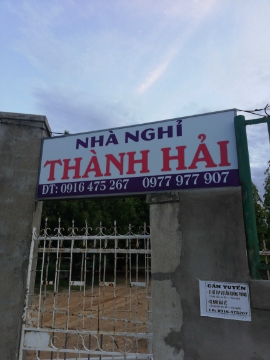 NHÀ NGHỈ
THÀNH HẢI
ĐT: 0916 475 267 0977 977 907
CẦN TUYỂN